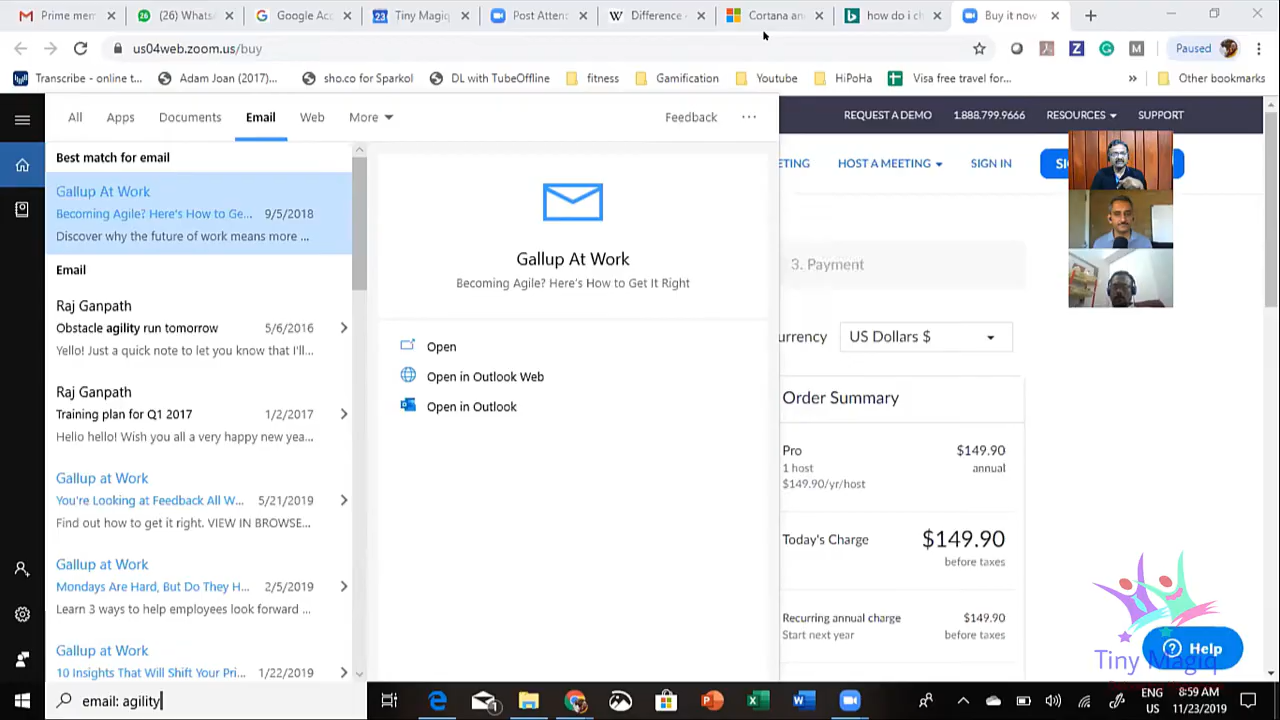 Prime mem
(26) Whats
Google Acc
Tiny Magiq
Post Atten
Difference
Cortana an
how do i ch
Buy it now
us04web.zoom.us/buy
Paused
Transcribe - online t...
Adam Joan (2017)...
sho.co for Sparkol
DL with TubeOffline
fitness
Gamification
Youtube
HiPoHa
Visa free travel for...
Other bookmarks
All
Apps
Documents
Email
Web
More
Feedback
REQUEST A DEMO
1.888.799.9666
RESOURCES
SUPPORT
ETING
HOST A MEETING
SIGN IN
SI
Best match for email
Gallup At Work
Becoming Agile? Here's How to Ge... 9/5/2018
Discover why the future of work means more ...
Email
Raj Ganpath
Obstacle agility run tomorrow 5/6/2016
Yello! Just a quick note to let you know that I'll...
Raj Ganpath
Training plan for Q1 2017 1/2/2017
Hello hello! Wish you all a very happy new yea...
Gallup at Work
You're Looking at Feedback All W... 5/21/2019
Find out how to get it right. VIEW IN BROWSE...
Gallup at Work
Mondays Are Hard, But Do They H... 2/5/2019
Learn 3 ways to help employees look forward ...
Gallup at Work
10 Insights That Will Shift Your Pri... 1/22/2019
email: agility
Gallup At Work
Becoming Agile? Here's How to Get It Right
Open
Open in Outlook Web
Open in Outlook
3. Payment
urrency
US Dollars $
Order Summary
Pro $149.90
1 host annual
$149.90/yr/host
Today's Charge $149.90
before taxes
Recurring annual charge $149.90
Start next year before taxes
Help
Tiny Magiq
ENG
US
8:59 AM
11/23/2019